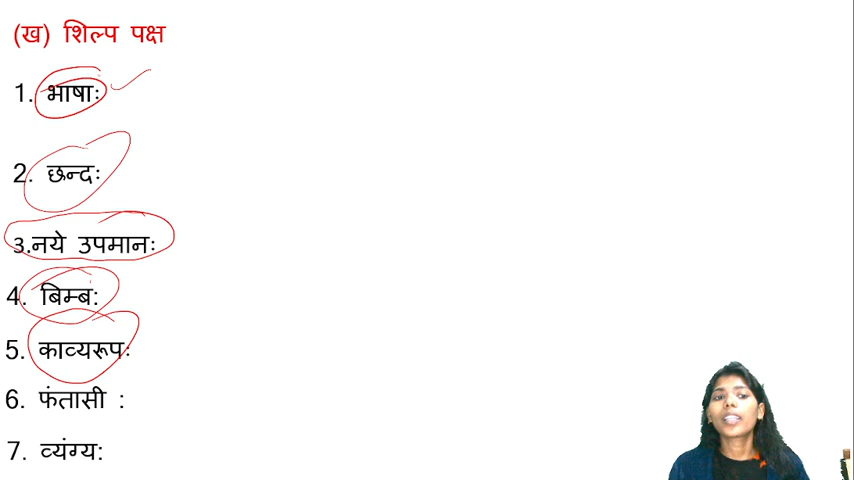 (ख) शिल्प पक्ष
1. भाषाः
2. छन्दः
3.नये उपमानः
4. बिम्बं:
5. काव्यरूपः
6. फंतासी :
7. व्यंग्य: